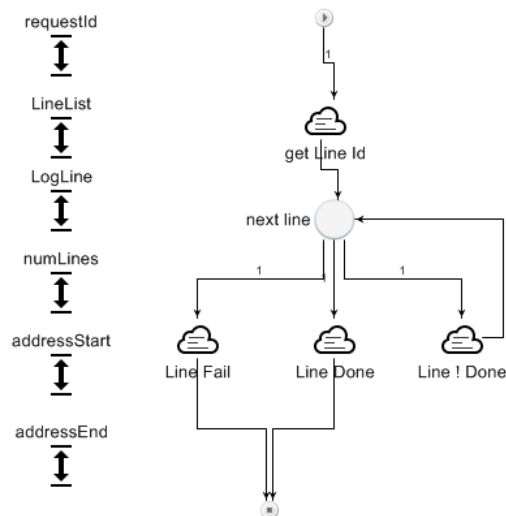 requestId
1
LineList
get Line Id
LogLine
next line
numLines
1
1
addressStart
Line Fail
Line Done
Line ! Done
addressEnd